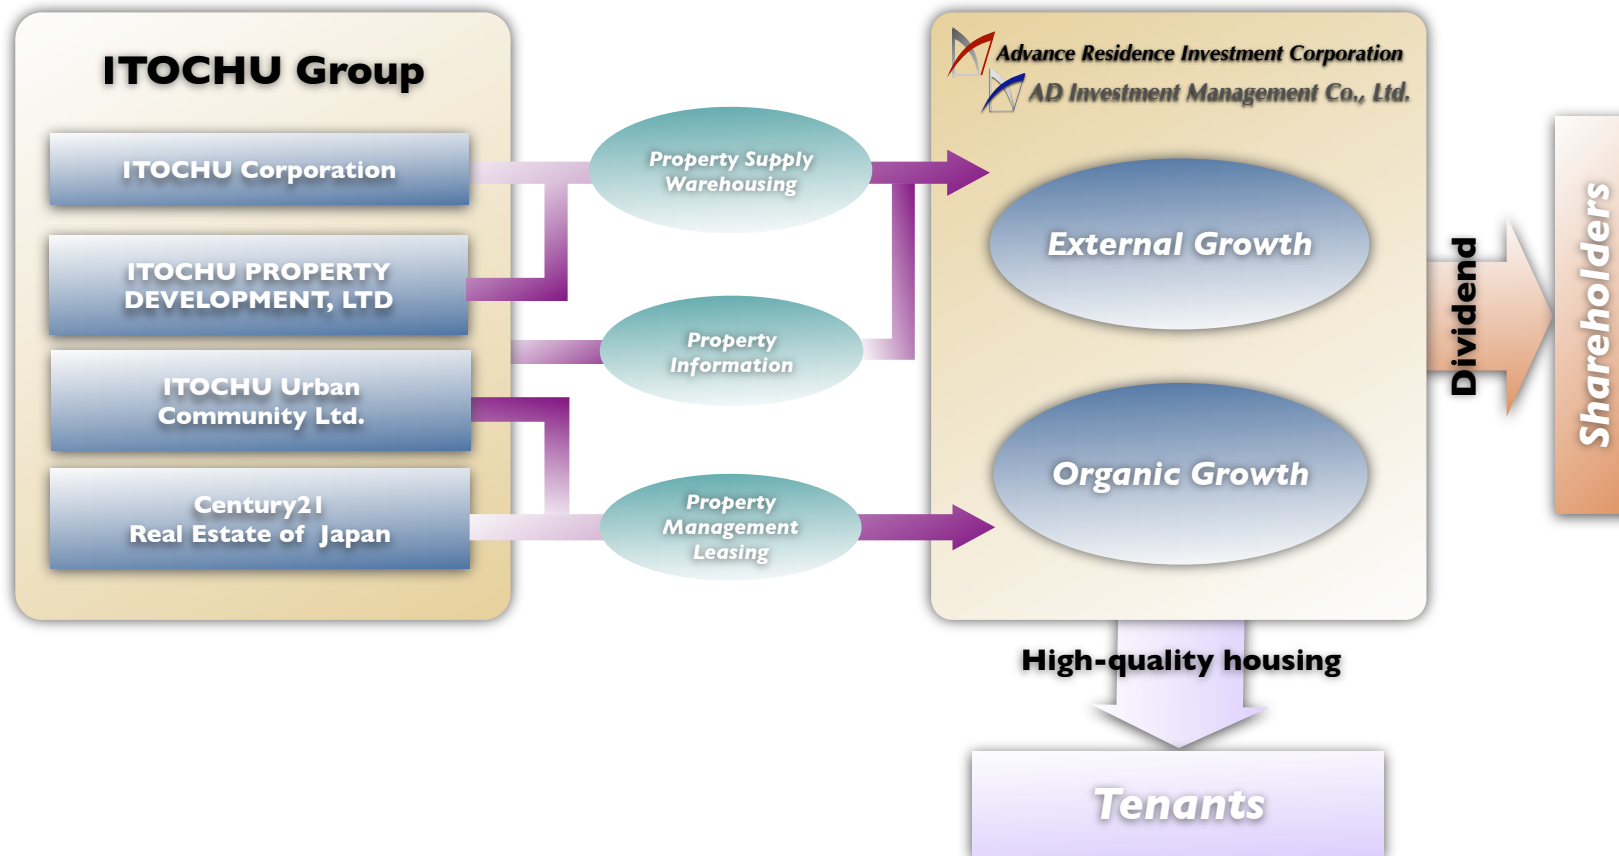 ITOCHU Group
ITOCHU Corporation
ITOCHU PROPERTY
DEVELOPMENT, LTD
ITOCHU Urban
Community Ltd.
Century21
Real Estate of Japan
Property Supply
Warehousing
Property
Information
Property
Management
Leasing
Advance Residence Investment Corporation
AD Investment Management Co., Ltd.
External Growth
Organic Growth
Dividend
Shareholders
High-quality housing
Tenants